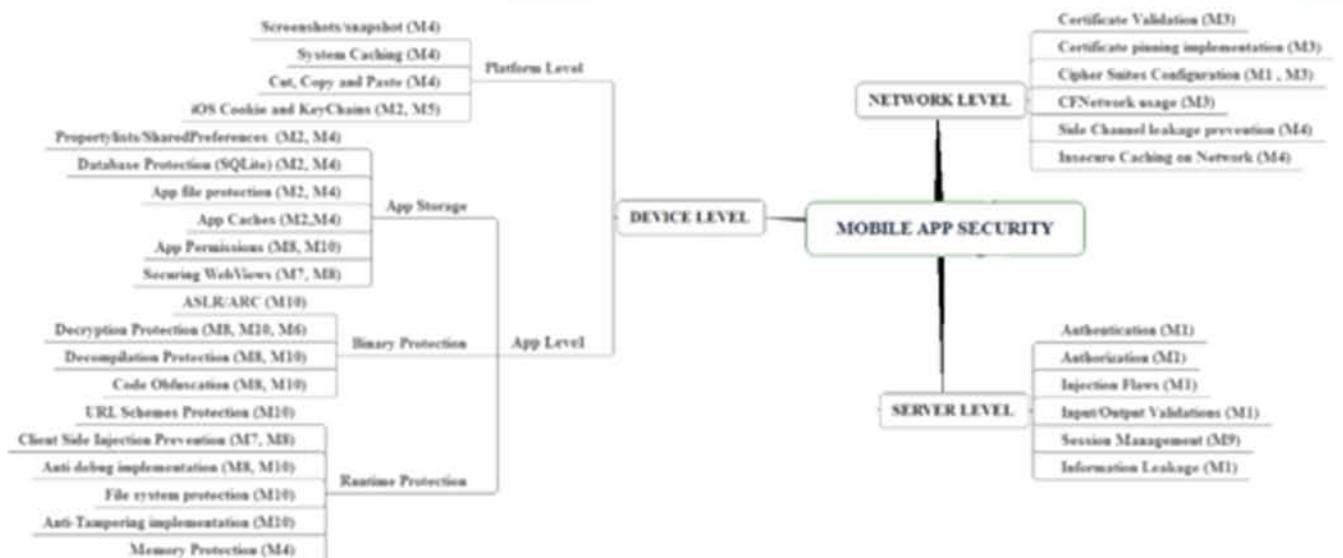 Screenshots/snapshot (M4)
System Caching (M4)
Cut, Copy and Paste (M4)
iOS Cookie and KeyChains (M2, M5)
Platform Level
Propertylists/SharedPreferences (M2, M4)
Database Protection (SQLite) (M2, M4)
App file protection (M2, M4)
App Caches (M2,M4)
App Permissions (M8, M10)
Securing WebViews (M7, M8)
App Storage
ASLR/ARC (M10)
Decryption Protection (M8, M10, M6)
Decompilation Protection (M8, M10)
Code Obfuscation (M8, M10)
Binary Protection
App Level
URL Schemes Protection (M10)
Client Side Injection Prevention (M7, M8)
Anti debug implementation (M8, M10)
File system protection (M10)
Anti-Tampering implementation (M10)
Memory Protection (M4)
Runtime Protection
DEVICE LEVEL
MOBILE APP SECURITY
NETWORK LEVEL
Certificate Validation (M3)
Certificate pinning implementation (M3)
Cipher Suites Configuration (M1 , M3)
CFNetwork usage (M3)
Side Channel leakage prevention (M4)
Insecure Caching on Network (M4)
SERVER LEVEL
Authentication (M1)
Authorization (M1)
Injection Flaws (M1)
Input/Output Validations (M1)
Session Management (M9)
Information Leakage (M1)